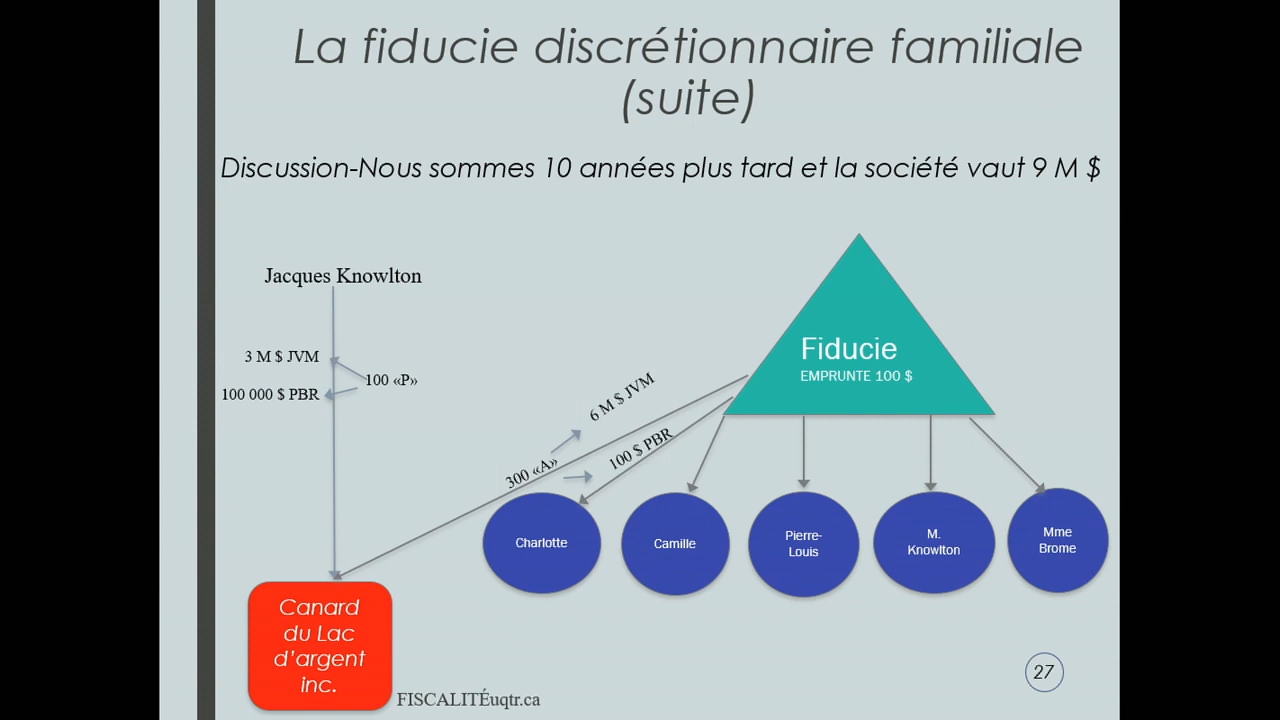 La fiducie discrétionnaire familiale
(suite)
Discussion-Nous sommes 10 années plus tard et la société vaut 9 M $
Jacques Knowlton
3 M $ JVM
100 «P»
100 000 $ PBR
Fiducie
EMPRUNTE 100 $
6 M $ JVM
300 «A»
100 $ PBR
Charlotte
Camille
Pierre-
Louis
M.
Knowlton
Mme
Brome
Canard
du Lac
d’argent
inc.
FISCALITÉuqtr.ca
27